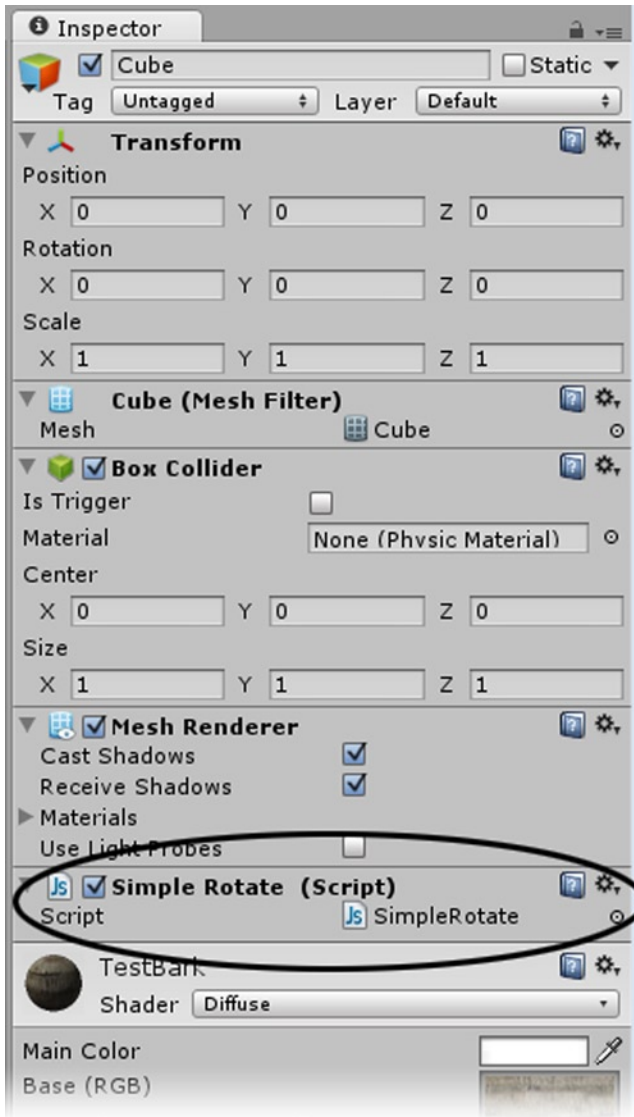 Inspector
Cube Static
Tag Untagged Layer Default
Transform
Position
X 0 Y 0 Z 0
Rotation
X 0 Y 0 Z 0
Scale
X 1 Y 1 Z 1
Cube (Mesh Filter)
Mesh Cube
Box Collider
Is Trigger
Material None (Physic Material)
Center
X 0 Y 0 Z 0
Size
X 1 Y 1 Z 1
Mesh Renderer
Cast Shadows
Receive Shadows
Materials
Use Light Probes
Js Simple Rotate (Script)
Script Js SimpleRotate
TestBark
Shader Diffuse
Main Color
Base (RGB)